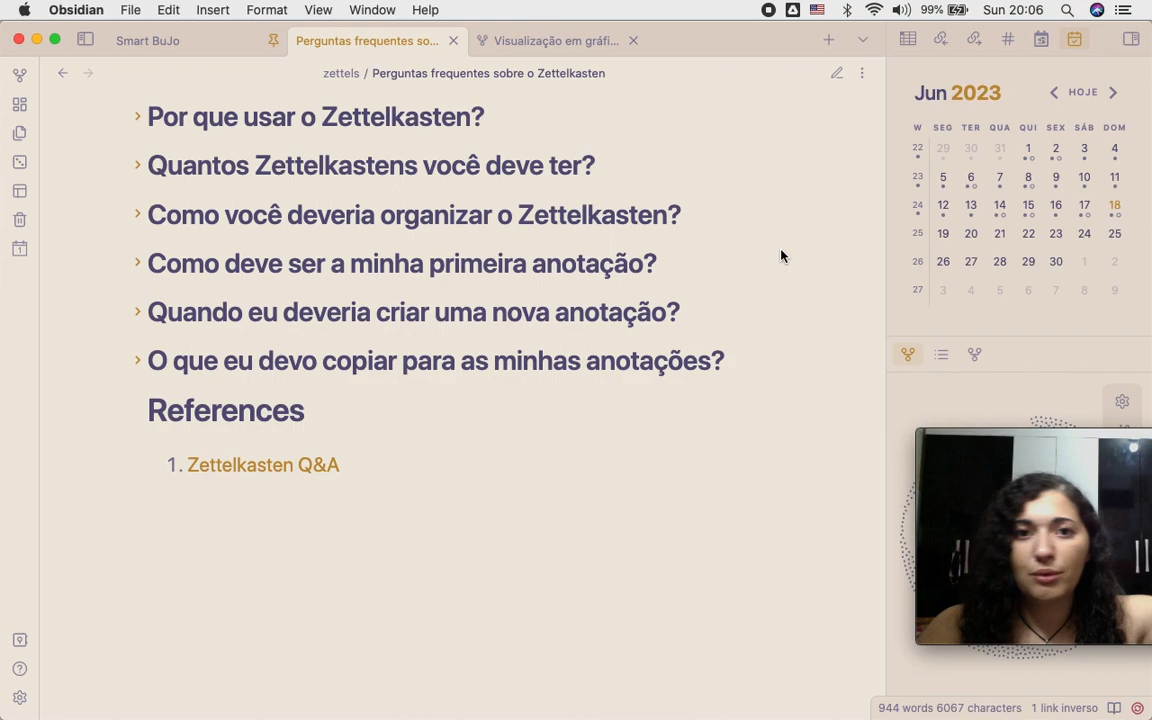 Obsidian File Edit Insert Format View Window Help 99% Sun 20:06
Smart BuJo Perguntas frequentes so... Visualização em gráfi...
zettels / Perguntas frequentes sobre o Zettelkasten
Por que usar o Zettelkasten?
Quantos Zettelkastens você deve ter?
Como você deveria organizar o Zettelkasten?
Como deve ser a minha primeira anotação?
Quando eu deveria criar uma nova anotação?
O que eu devo copiar para as minhas anotações?
References
1. Zettelkasten Q&A
Jun 2023 HOJE
W SEG TER QUA QUI SEX SÁB DOM
22 29 30 31 1 2 3 4
23 5 6 7 8 9 10 11
24 12 13 14 15 16 17 18
25 19 20 21 22 23 24 25
26 26 27 28 29 30 1 2
27 3 4 5 6 7 8 9
944 words 6067 characters 1 link inverso